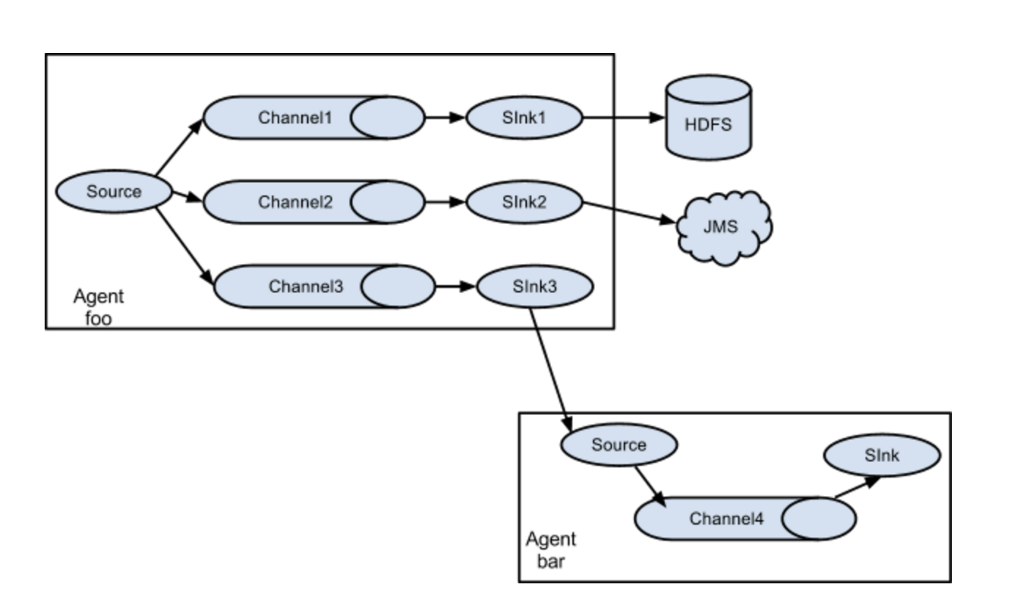 Channel1
SInk1
HDFS
Source
Channel2
SInk2
JMS
Channel3
SInk3
Agent
foo
Source
SInk
Channel4
Agent
bar